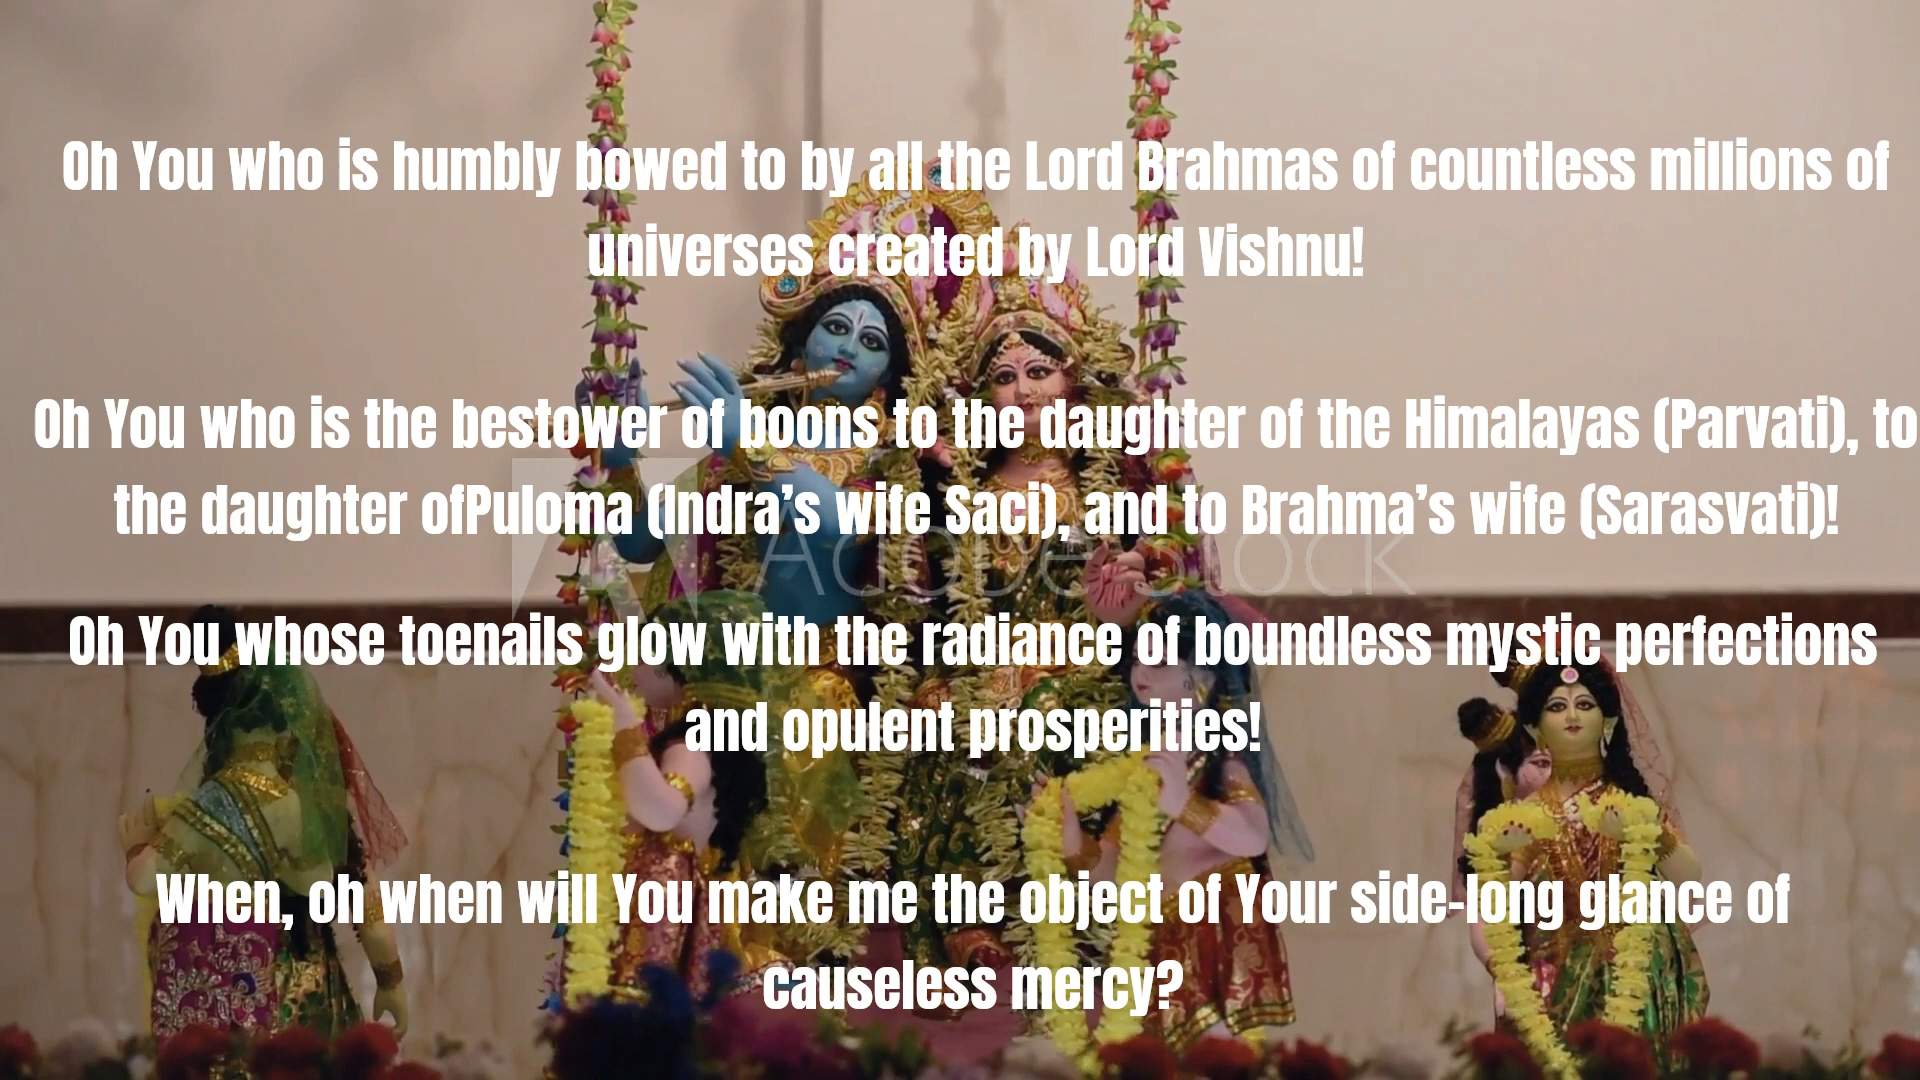 Oh You who is humbly bowed to by all the Lord Brahmas of countless millions of
universes created by Lord Vishnu!
Oh You who is the bestower of boons to the daughter of the Himalayas (Parvati), to
the daughter ofPuloma (Indra’s wife Saci), and to Brahma’s wife (Sarasvati)!
Adobe Stock
Oh You whose toenails glow with the radiance of boundless mystic perfections
and opulent prosperities!
When, oh when will You make me the object of Your side-long glance of
causeless mercy?